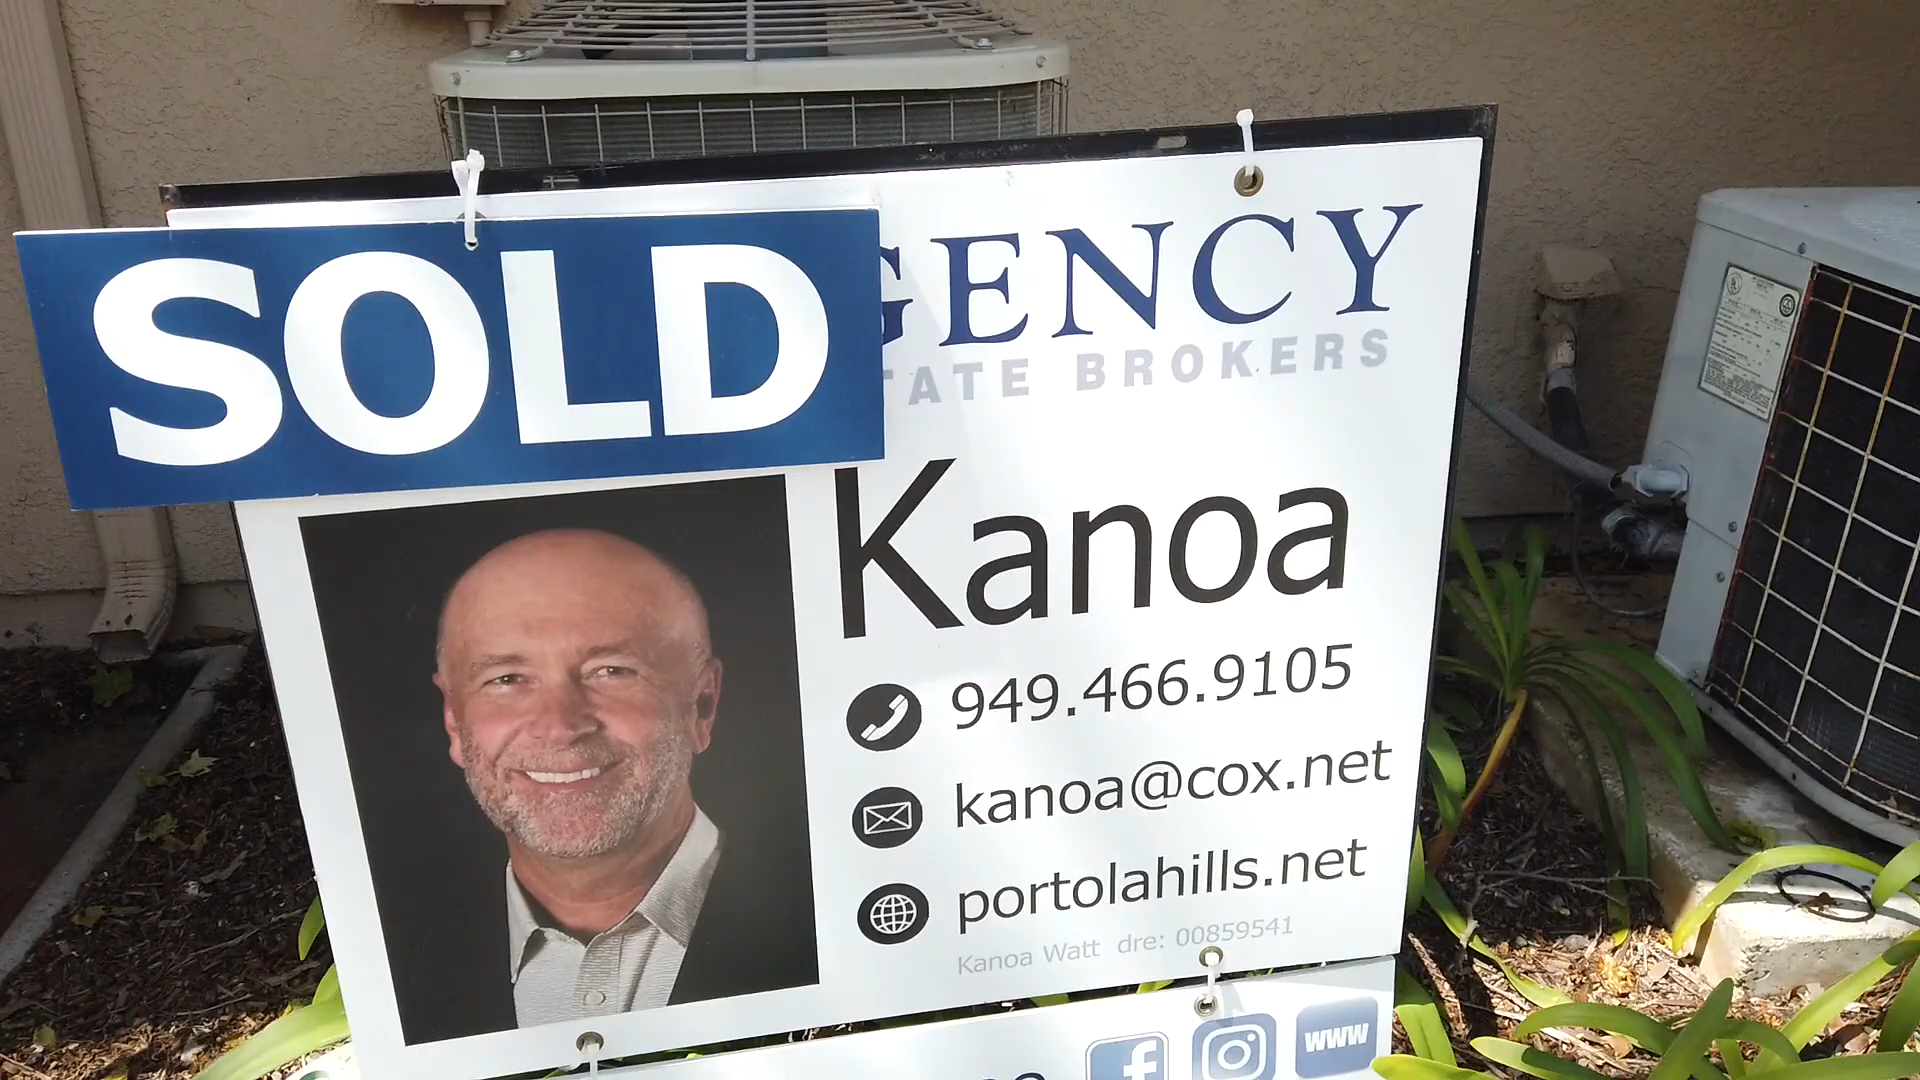 SOLD
GENCY
TATE BROKERS
Kanoa
949.466.9105
kanoa@cox.net
portolahills.net
Kanoa Watt dre: 00859541
f
www